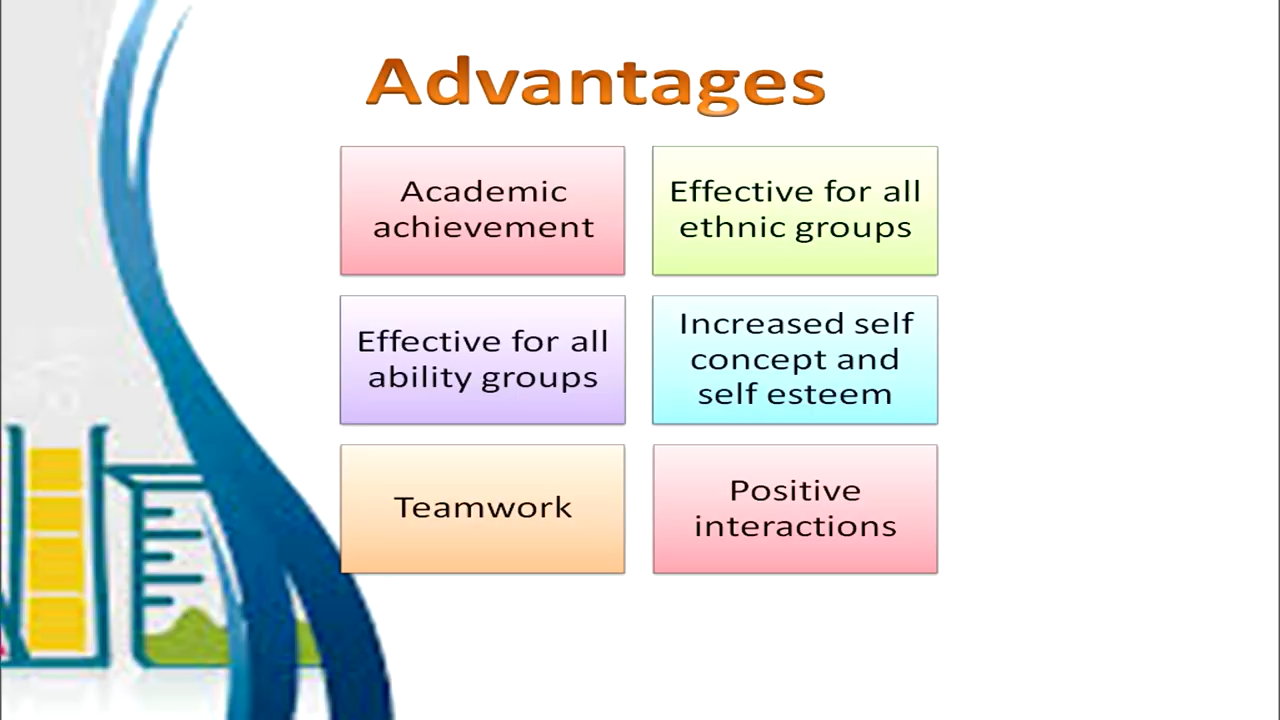 Advantages
Academic
achievement
Effective for all
ethnic groups
Effective for all
ability groups
Increased self
concept and
self esteem
Teamwork
Positive
interactions